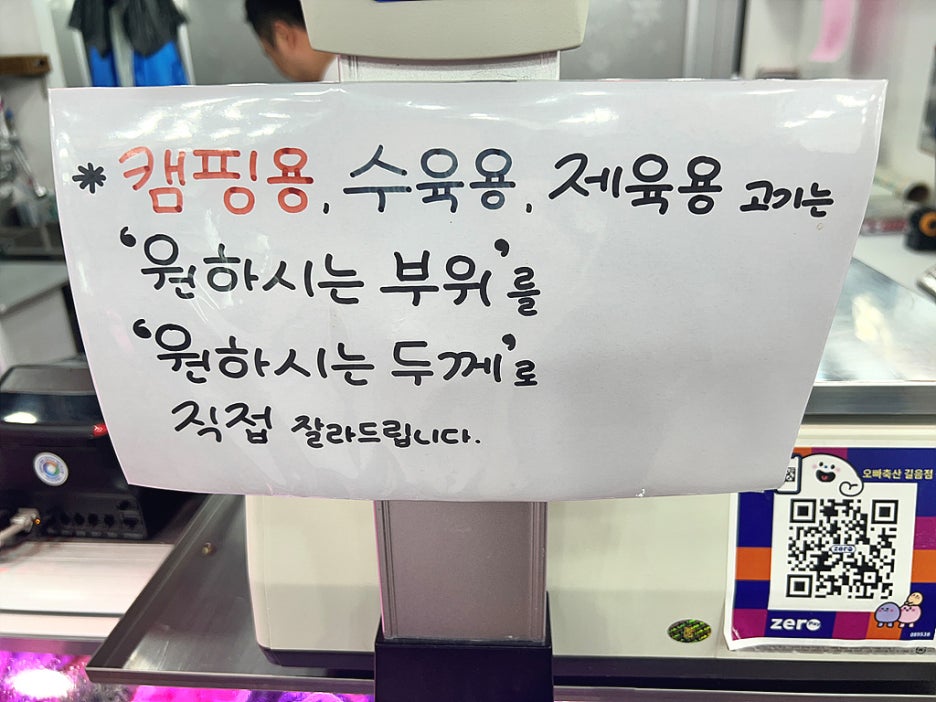 * 캠핑용, 수육용, 제육용 고기는
'원하시는 부위'를
'원하시는 두께'로
직접 잘라드립니다.
오빠축산 길음점
zero
zero